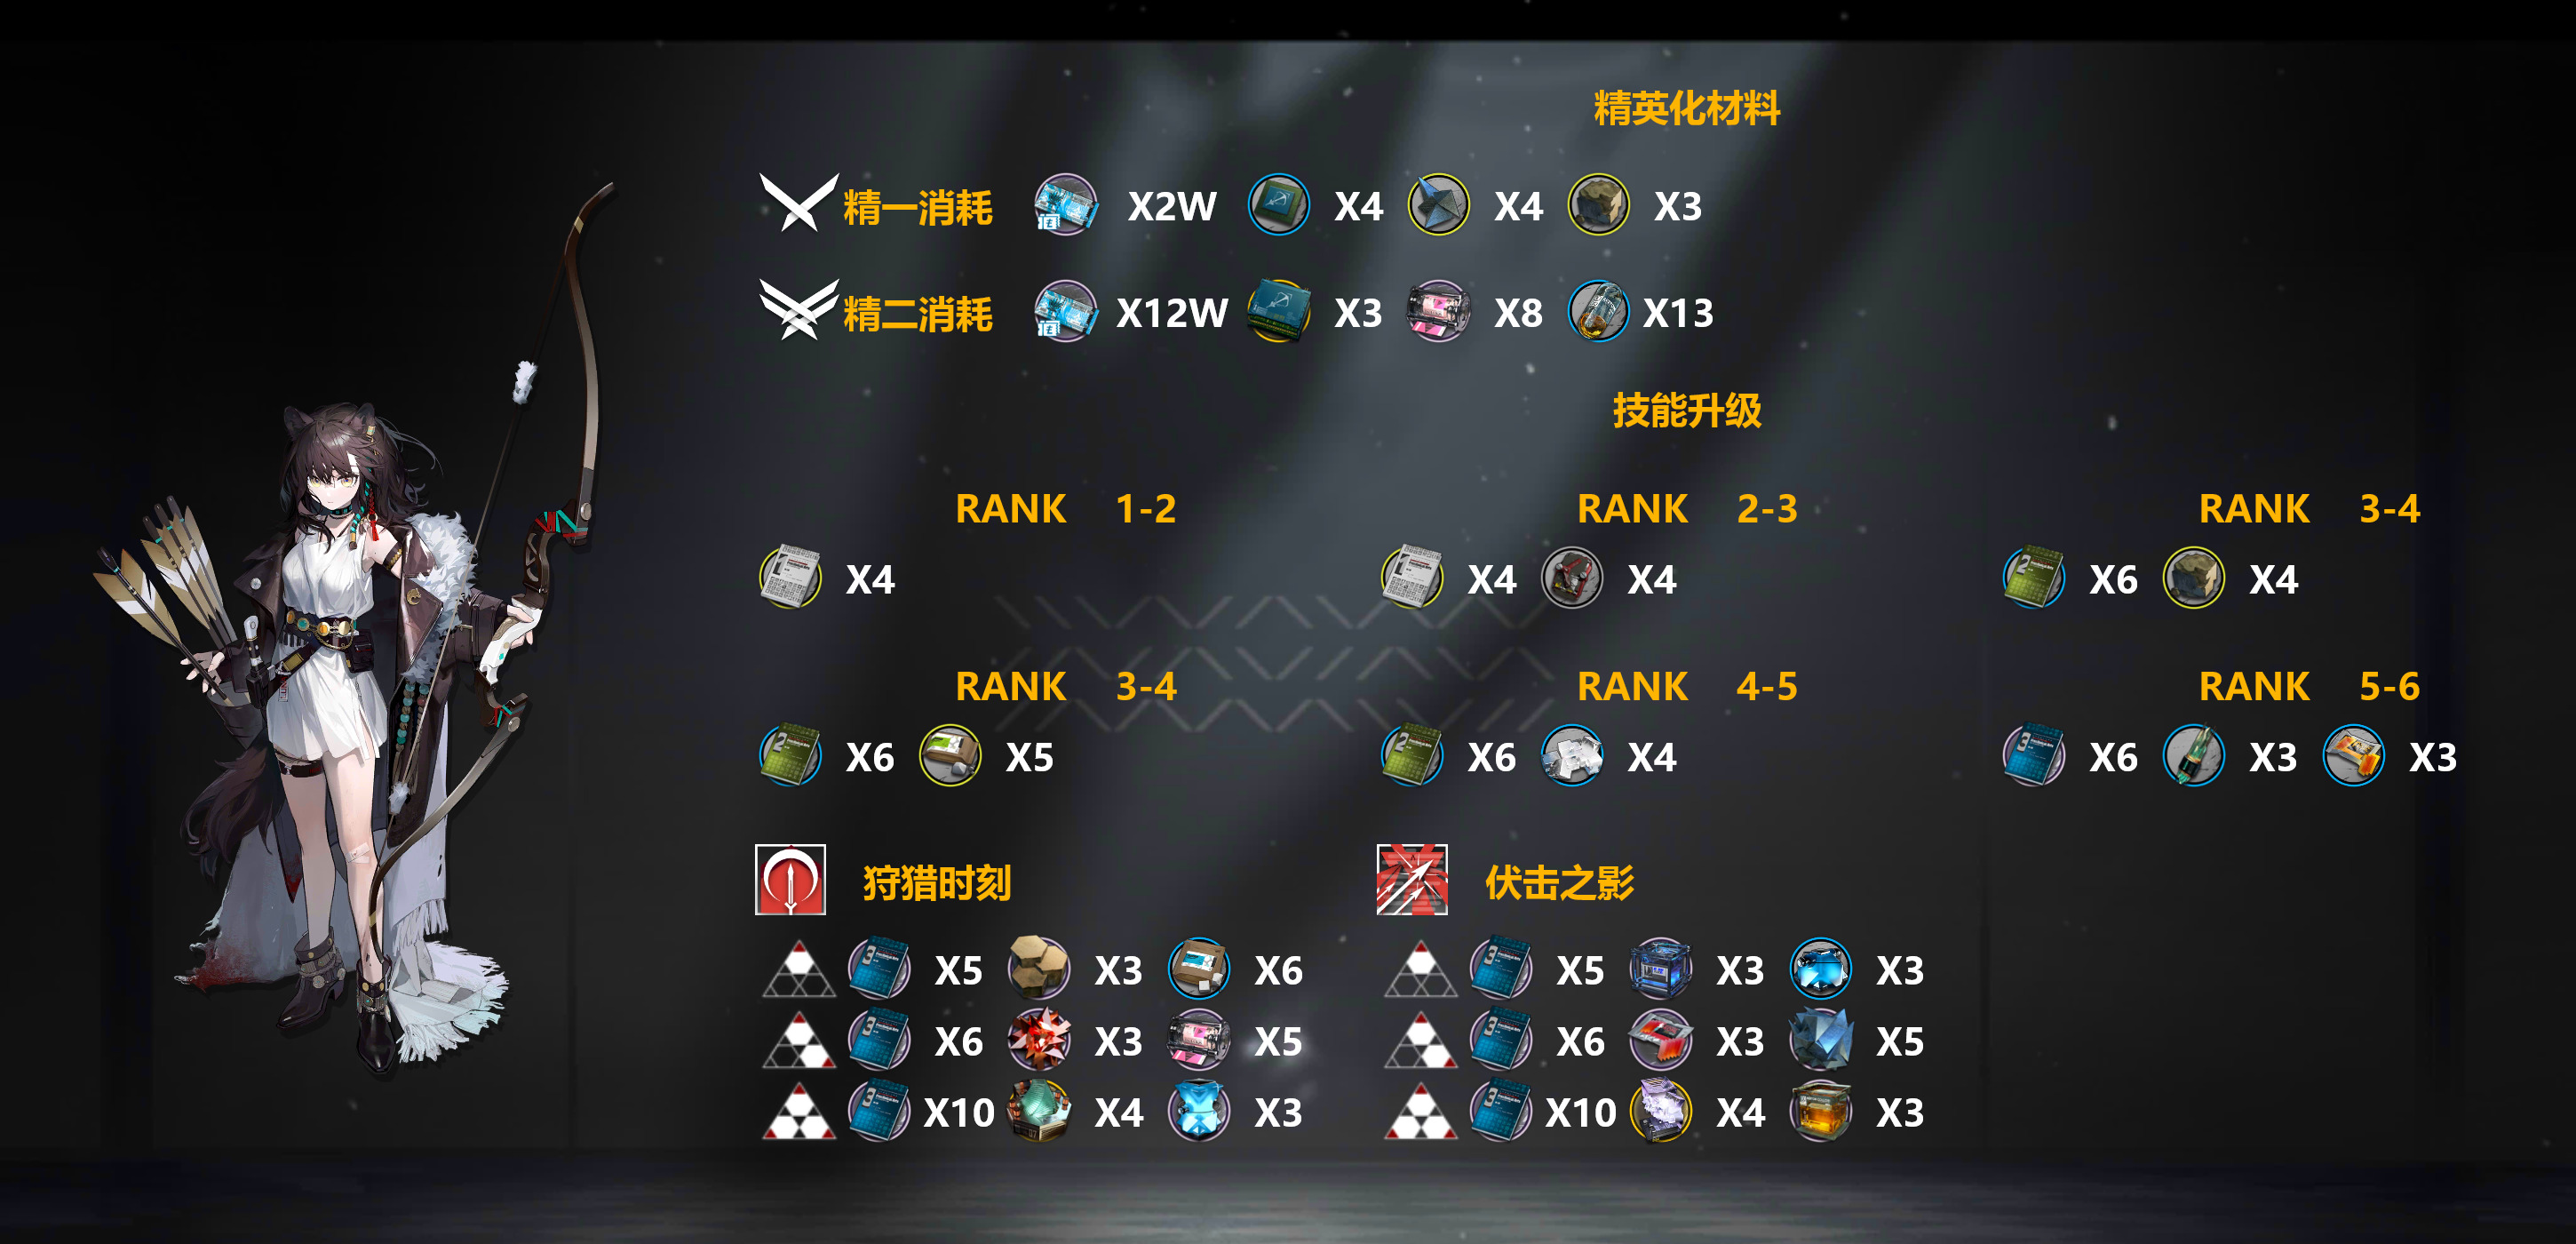 精英化材料
精一消耗 X2W X4 X4 X3
精二消耗 X12W X3 X8 X13
技能升级
RANK 1-2 RANK 2-3 RANK 3-4
X4 X4 X4 X6 X4
RANK 3-4 RANK 4-5 RANK 5-6
X6 X5 X6 X4 X6 X3 X3
狩猎时刻 伏击之影
X5 X3 X6 X5 X3 X3
X6 X3 X5 X6 X3 X5
X10 X4 X3 X10 X4 X3